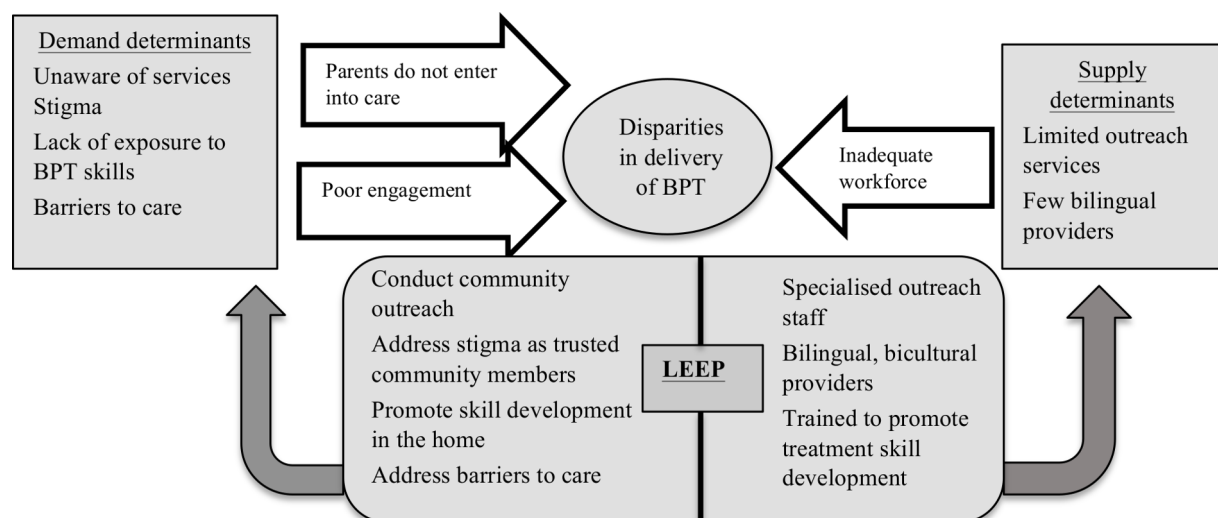 Demand determinants
Unaware of services
Stigma
Lack of exposure to
BPT skills
Barriers to care
Parents do not enter
into care
Poor engagement
Disparities
in delivery
of BPT
Inadequate
workforce
Supply
determinants
Limited outreach
services
Few bilingual
providers
Conduct community
outreach
Address stigma as trusted
community members
Promote skill development
in the home
Address barriers to care
LEEP
Specialised outreach
staff
Bilingual, bicultural
providers
Trained to promote
treatment skill
development